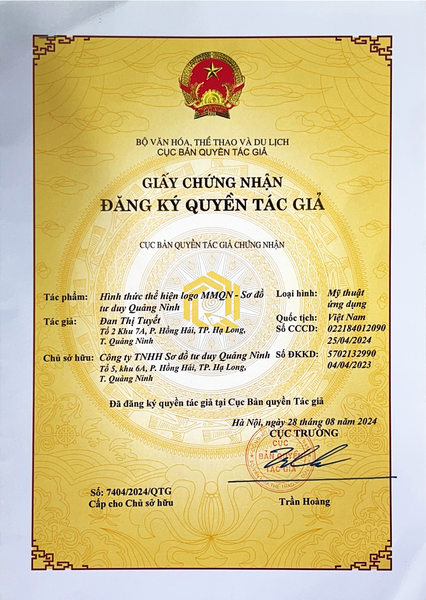 BỘ VĂN HÓA, THỂ THAO VÀ DU LỊCH
CỤC BẢN QUYỀN TÁC GIẢ
GIẤY CHỨNG NHẬN
ĐĂNG KÝ QUYỀN TÁC GIẢ
CỤC BẢN QUYỀN TÁC GIẢ CHỨNG NHẬN
Tác phẩm: Hình thức thể hiện logo MMQN - Sơ đồ tư duy Quảng Ninh
Loại hình: Mỹ thuật ứng dụng
Tác giả: Đan Thị Tuyết
Tổ 2 Khu 7A, P. Hồng Hải, TP. Hạ Long,
T. Quảng Ninh
Quốc tịch: Việt Nam
Số CCCD: 022184012090
25/04/2024
Chủ sở hữu: Công ty TNHH Sơ đồ tư duy Quảng Ninh
Tổ 5, khu 6A, P. Hồng Hải, TP. Hạ Long,
T. Quảng Ninh
Số ĐKKD: 5702132990
04/04/2023
Đã đăng ký quyền tác giả tại Cục Bản quyền Tác giả
Hà Nội, ngày 28 tháng 08 năm 2024
CỤC TRƯỞNG
CỤC
BẢN QUYỀN
TÁC GIẢ
Số: 7404/2024/QTG
Cấp cho Chủ sở hữu
Trần Hoàng